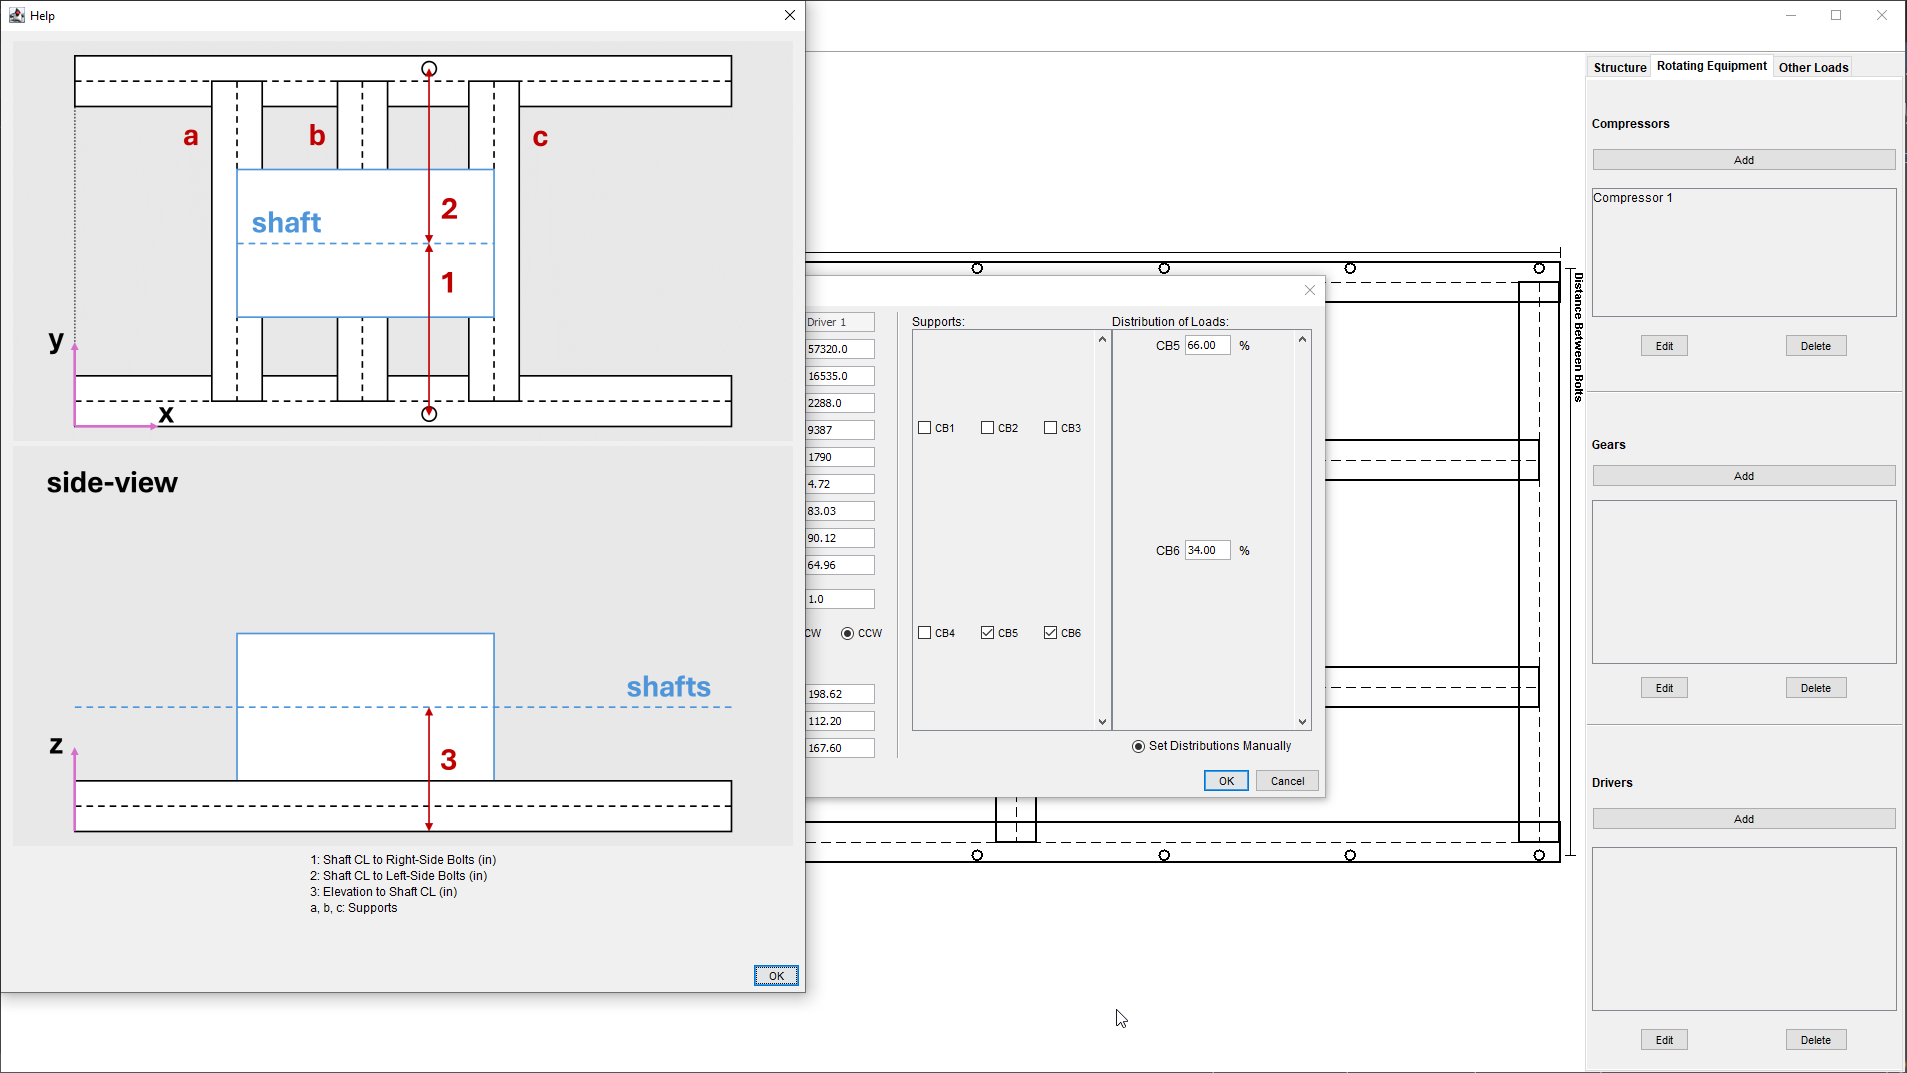 Help
a
b
c
2
shaft
1
y
x
side-view
shafts
z
3
1: Shaft CL to Right-Side Bolts (in)
2: Shaft CL to Left-Side Bolts (in)
3: Elevation to Shaft CL (in)
a, b, c: Supports
OK
Driver 1
57320.0
16535.0
2288.0
9387
1790
4.72
83.03
90.12
64.96
1.0
CW
CCW
198.62
112.20
167.60
Supports:
CB1 CB2 CB3
CB4 CB5 CB6
Distribution of Loads:
CB5 66.00 %
CB6 34.00 %
Set Distributions Manually
OK Cancel
Distance Between Bolts
Structure Rotating Equipment Other Loads
Compressors
Add
Compressor 1
Edit Delete
Gears
Add
Edit Delete
Drivers
Add
Edit Delete